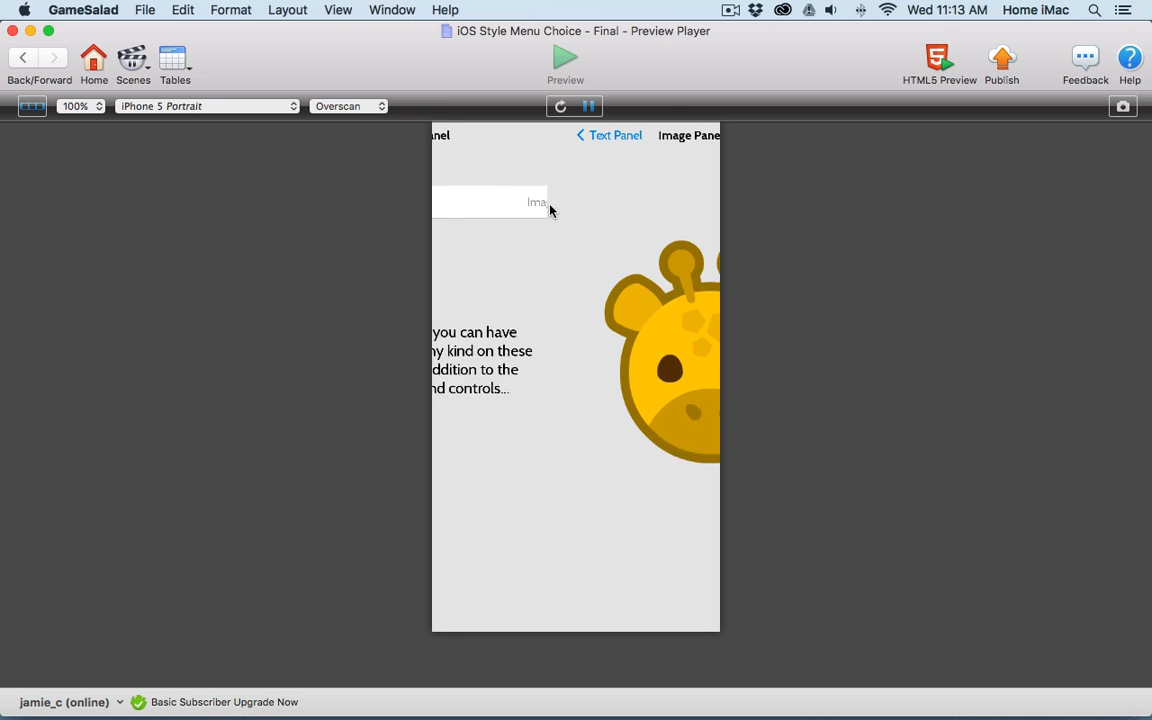 GameSalad File Edit Format Layout View Window Help Wed 11:13 AM Home iMac
iOS Style Menu Choice - Final - Preview Player
Back/Forward Home Scenes Tables Preview HTML5 Preview Publish Feedback Help
100% iPhone 5 Portrait Overscan
anel Text Panel Image Pane
Ima
you can have
ny kind on these
ddition to the
nd controls...
jamie_c (online) Basic Subscriber Upgrade Now